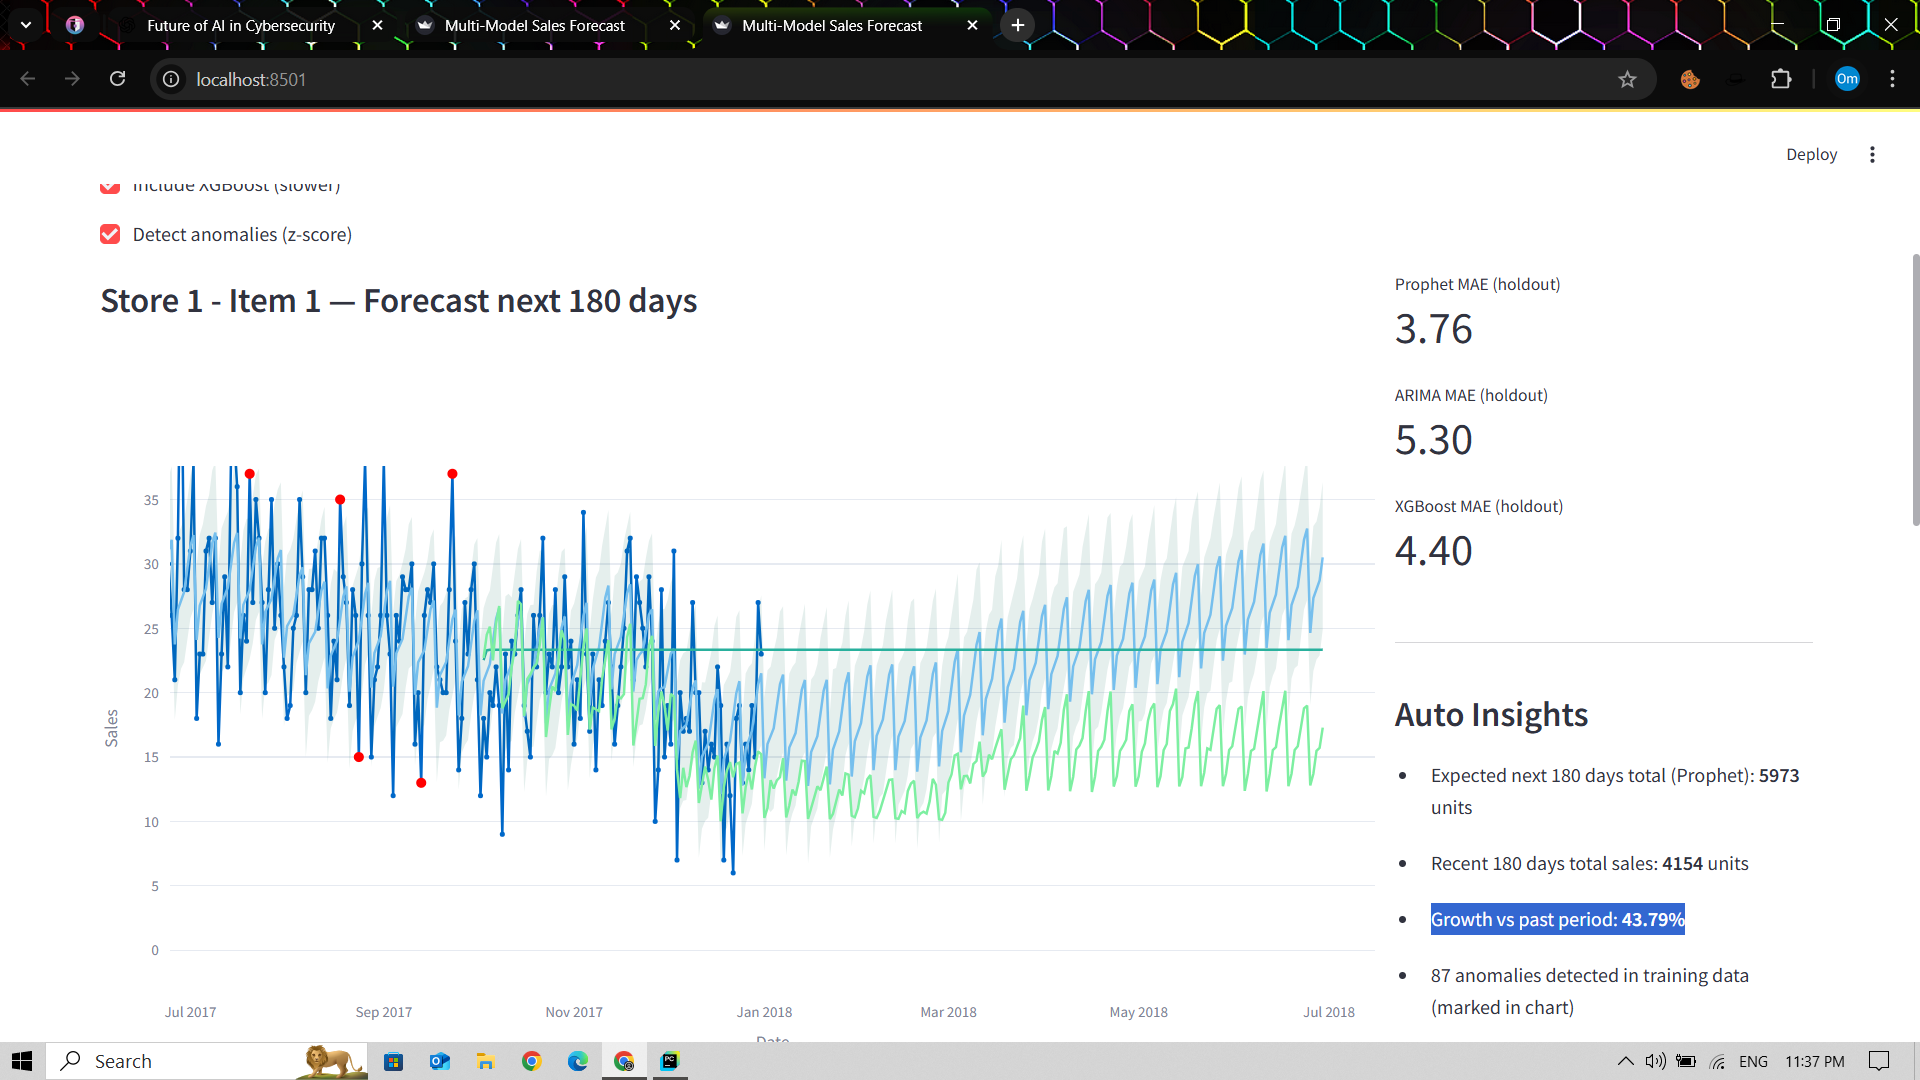 Future of AI in Cybersecurity
Multi-Model Sales Forecast
Multi-Model Sales Forecast
localhost:8501
Om
Deploy
Include XGBoost (slower)
Detect anomalies (z-score)
Store 1 - Item 1 — Forecast next 180 days
Prophet MAE (holdout)
3.76
ARIMA MAE (holdout)
5.30
XGBoost MAE (holdout)
4.40
35
30
25
20
15
10
5
0
Sales
Jul 2017
Sep 2017
Nov 2017
Jan 2018
Mar 2018
May 2018
Jul 2018
Date
Auto Insights
Expected next 180 days total (Prophet): 5973
units
Recent 180 days total sales: 4154 units
Growth vs past period: 43.79%
87 anomalies detected in training data
(marked in chart)
Search
PC
ENG
11:37 PM